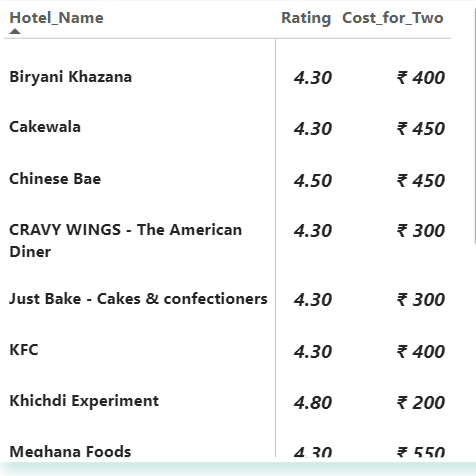 Hotel_Name Rating Cost_for_Two
Biryani Khazana 4.30 ₹ 400
Cakewala 4.30 ₹ 450
Chinese Bae 4.50 ₹ 450
CRAVY WINGS - The American 4.30 ₹ 300
Diner
Just Bake - Cakes & confectioners 4.30 ₹ 300
KFC 4.30 ₹ 400
Khichdi Experiment 4.80 ₹ 200
Meghana Foods 4.30 ₹ 550